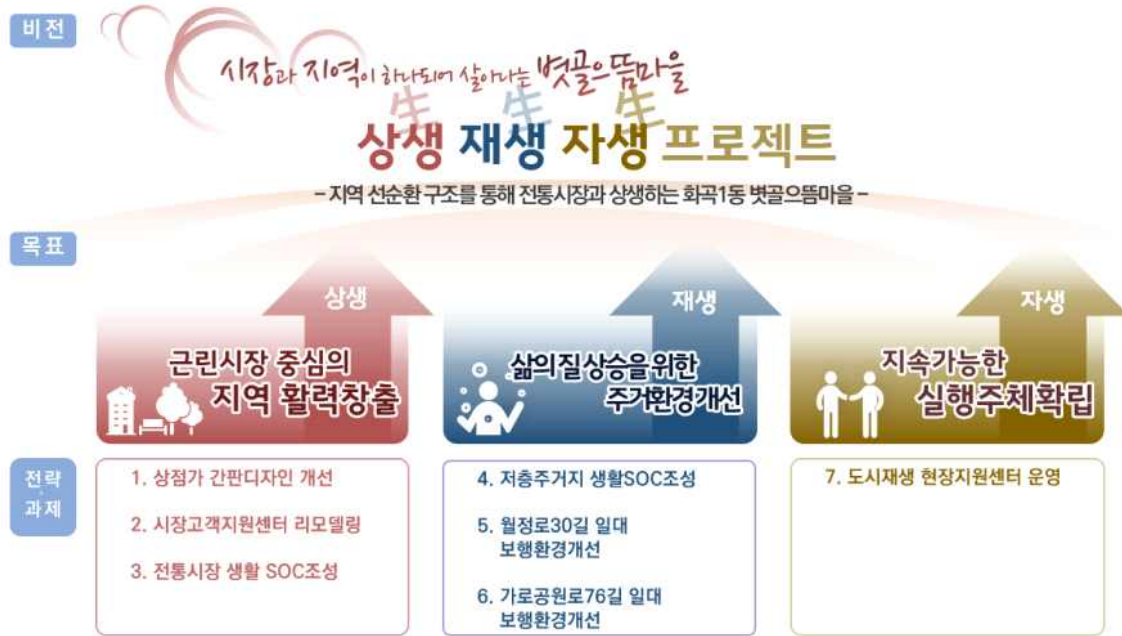 비전
시장과 지역이 하나되어 살아나는 볏골으뜸마을
生 生 生
상생 재생 자생 프로젝트
– 지역 선순환 구조를 통해 전통시장과 상생하는 화곡1동 볏골으뜸마을 –
목표
상생
근린시장 중심의
지역 활력창출
재생
삶의질상승을위한
주거환경개선
자생
지속가능한
실행주체확립
전략
·
과제
1. 상점가 간판디자인 개선
2. 시장고객지원센터 리모델링
3. 전통시장 생활 SOC조성
4. 저층주거지 생활SOC조성
5. 월정로30길 일대
보행환경개선
6. 가로공원로76길 일대
보행환경개선
7. 도시재생 현장지원센터 운영